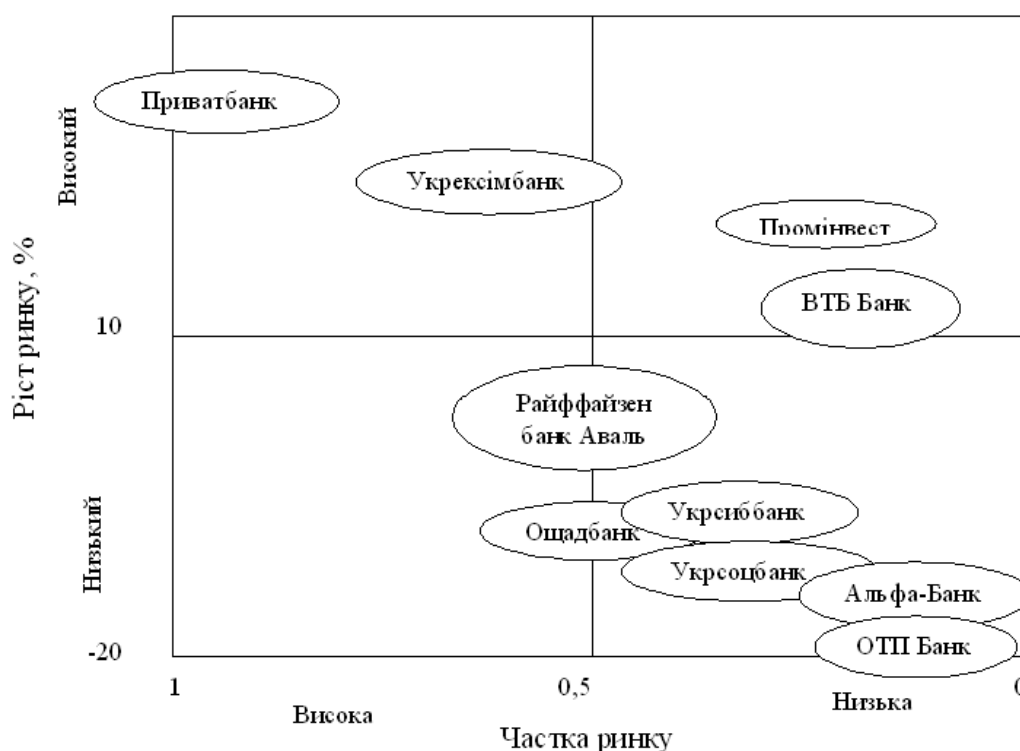 Приватбанк
Високий
Укрексімбанк
Промінвест
ВТБ Банк
Ріст ринку, %
10
Райффайзен
банк Аваль
Укрсиббанк
Ощадбанк
Низький
Укрсоцбанк
Альфа-Банк
ОТП Банк
-20
1
0,5
0
Висока
Низька
Частка ринку